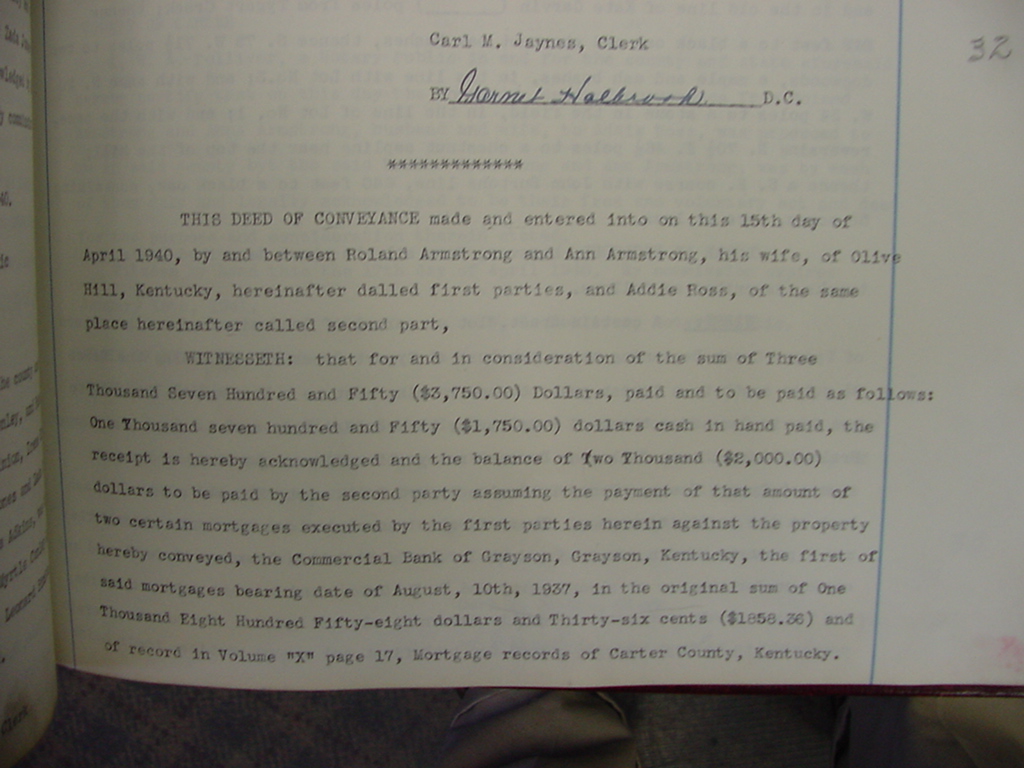 Carl M. Jaynes, Clerk
32
BY Garnet Halbrook D.C.
*************
THIS DEED OF CONVEYANCE made and entered into on this 15th day of
April 1940, by and between Roland Armstrong and Ann Armstrong, his wife, of Olive
Hill, Kentucky, hereinafter dalled first parties, and Addie Ross, of the same
place hereinafter called second part,
WITNESSETH: that for and in consideration of the sum of Three
Thousand Seven Hundred and Fifty ($3,750.00) Dollars, paid and to be paid as follows:
One Thousand seven hundred and Fifty ($1,750.00) dollars cash in hand paid, the
receipt is hereby acknowledged and the balance of Two Thousand ($2,000.00)
dollars to be paid by the second party assuming the payment of that amount of
two certain mortgages executed by the first parties herein against the property
hereby conveyed, the Commercial Bank of Grayson, Grayson, Kentucky, the first of
said mortgages bearing date of August, 10th, 1937, in the original sum of One
Thousand Eight Hundred Fifty-eight dollars and Thirty-six cents ($1858.36) and
of record in Volume "X" page 17, Mortgage records of Carter County, Kentucky.